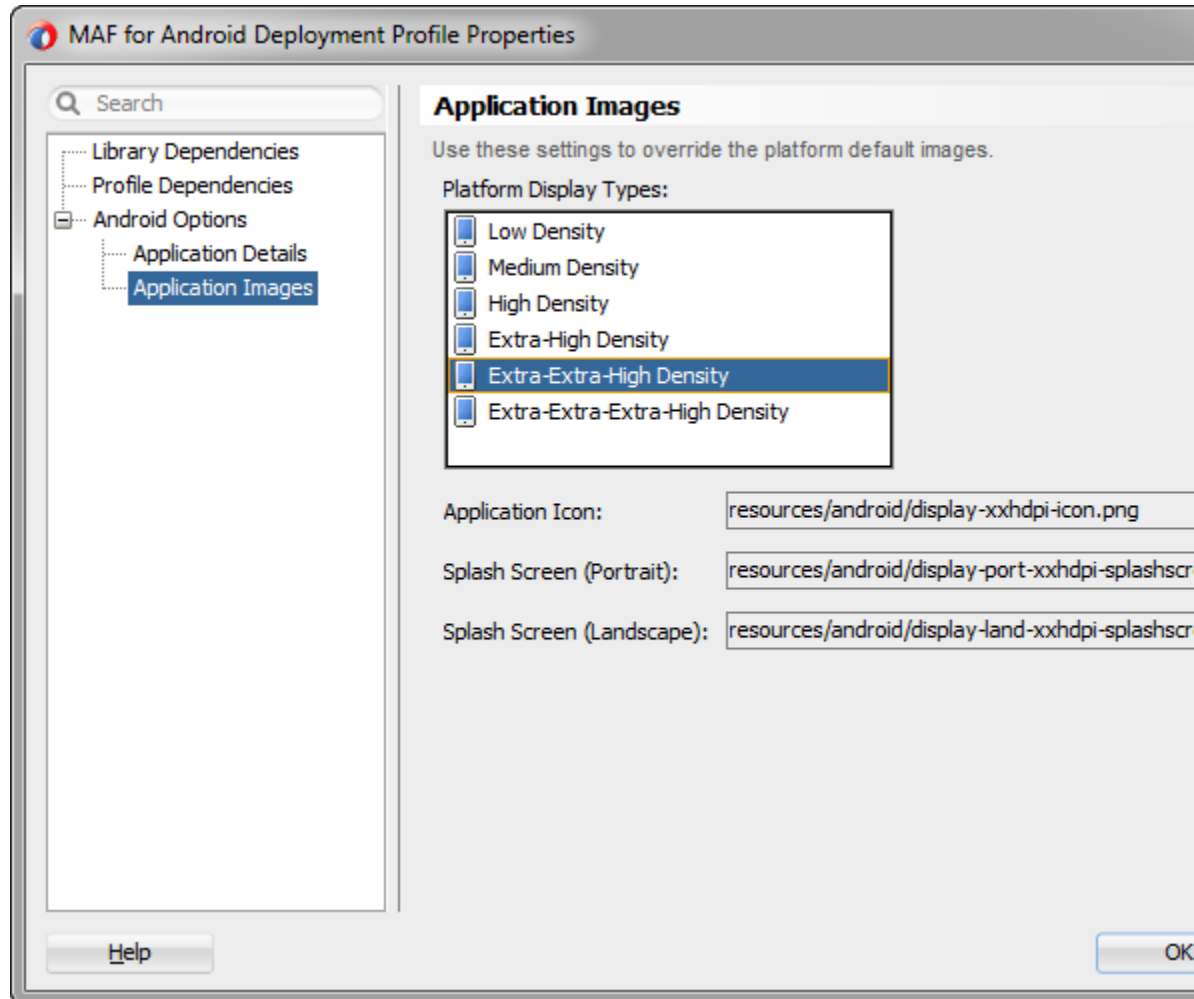 MAF for Android Deployment Profile Properties
Search
Library Dependencies
Profile Dependencies
Android Options
Application Details
Application Images
Application Images
Use these settings to override the platform default images.
Platform Display Types:
Low Density
Medium Density
High Density
Extra-High Density
Extra-Extra-High Density
Extra-Extra-Extra-High Density
Application Icon: resources/android/display-xxhdpi-icon.png
Splash Screen (Portrait): resources/android/display-port-xxhdpi-splashscr
Splash Screen (Landscape): resources/android/display-land-xxhdpi-splashscr
Help
OK